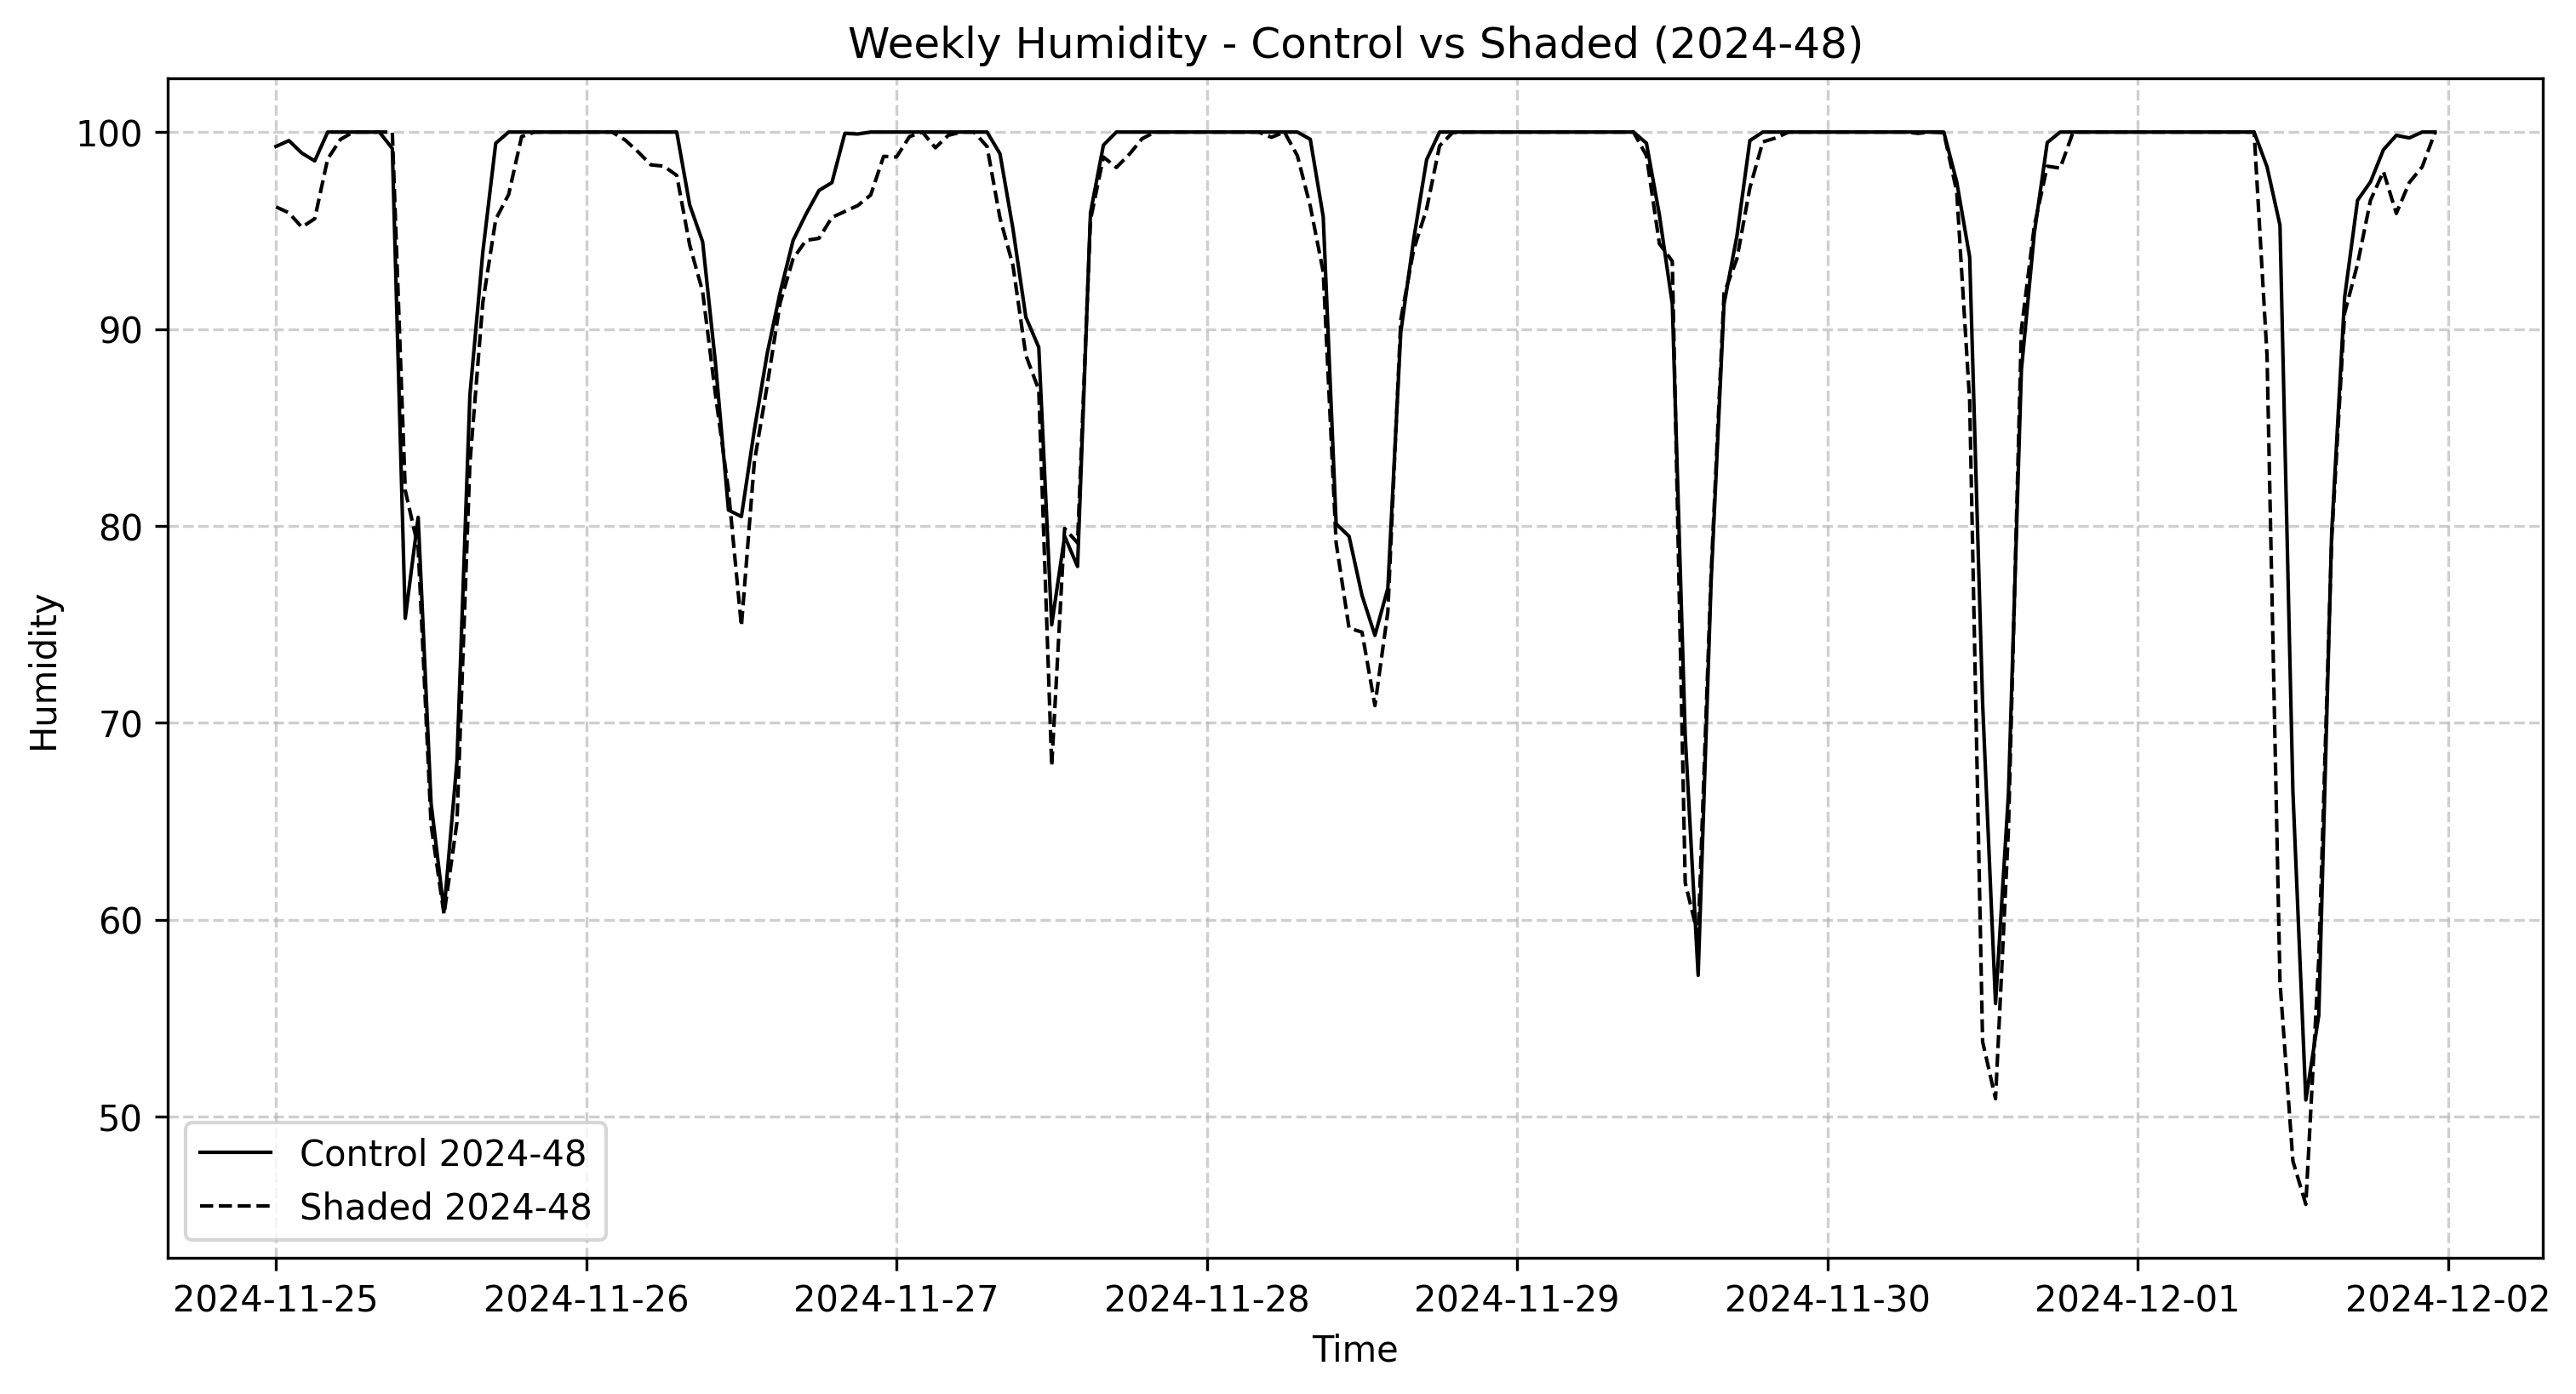 Weekly Humidity - Control vs Shaded (2024-48)
Humidity
100
90
80
70
60
50
Control 2024-48
Shaded 2024-48
2024-11-25
2024-11-26
2024-11-27
2024-11-28
2024-11-29
2024-11-30
2024-12-01
2024-12-02
Time